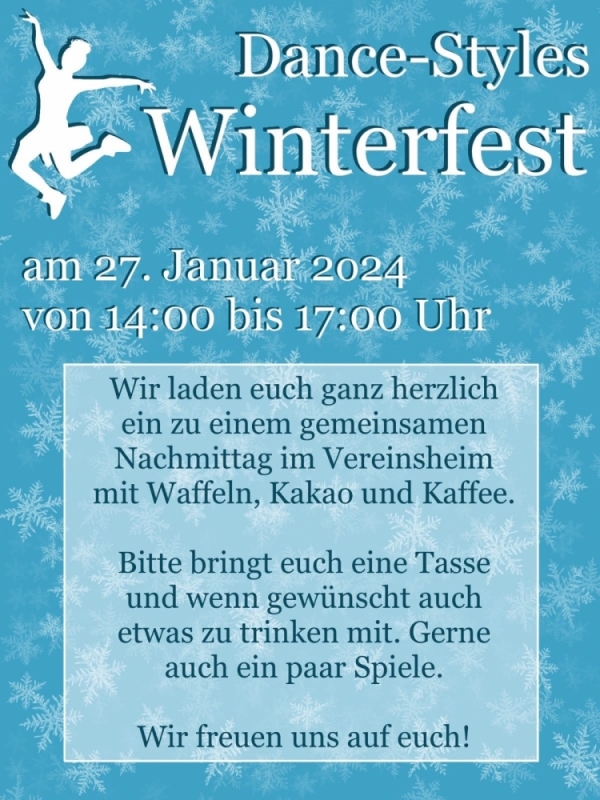 Dance-Styles
Winterfest
am 27. Januar 2024
von 14:00 bis 17:00 Uhr
Wir laden euch ganz herzlich
ein zu einem gemeinsamen
Nachmittag im Vereinsheim
mit Waffeln, Kakao und Kaffee.
Bitte bringt euch eine Tasse
und wenn gewünscht auch
etwas zu trinken mit. Gerne
auch ein paar Spiele.
Wir freuen uns auf euch!